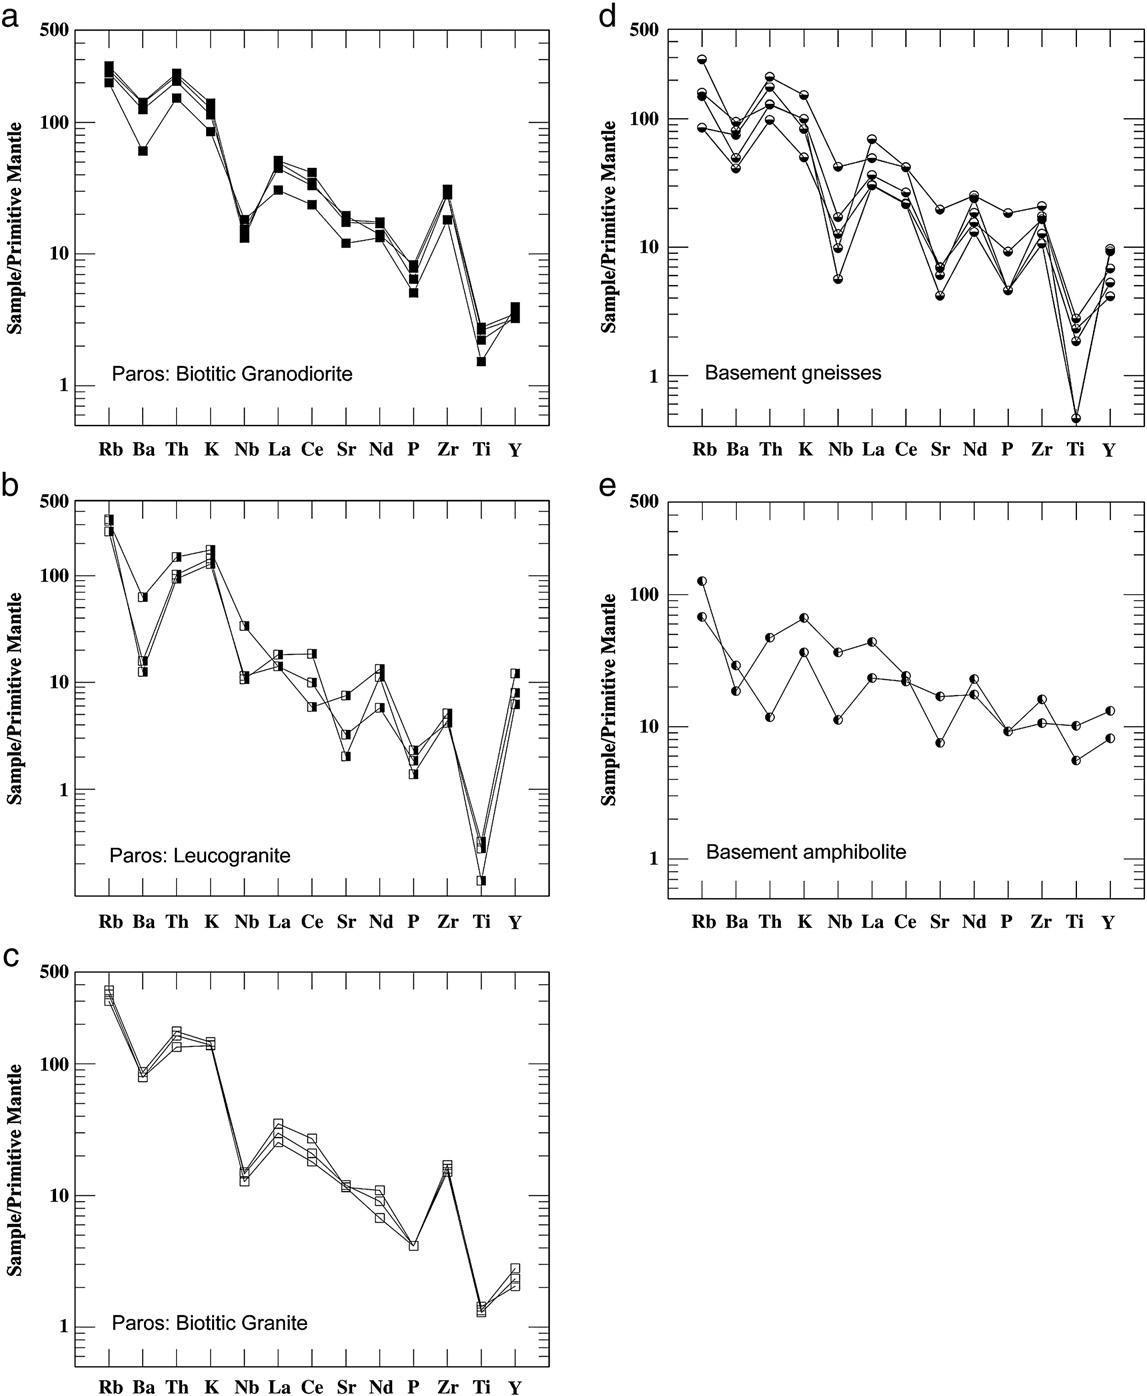 a
500
100
10
1
Sample/Primitive Mantle
Paros: Biotitic Granodiorite
Rb Ba Th K Nb La Ce Sr Nd P Zr Ti Y
b
500
100
10
1
Sample/Primitive Mantle
Paros: Leucogranite
Rb Ba Th K Nb La Ce Sr Nd P Zr Ti Y
c
500
100
10
1
Sample/Primitive Mantle
Paros: Biotitic Granite
Rb Ba Th K Nb La Ce Sr Nd P Zr Ti Y
d
500
100
10
1
Sample/Primitive Mantle
Basement gneisses
Rb Ba Th K Nb La Ce Sr Nd P Zr Ti Y
e
500
100
10
1
Sample/Primitive Mantle
Basement amphibolite
Rb Ba Th K Nb La Ce Sr Nd P Zr Ti Y